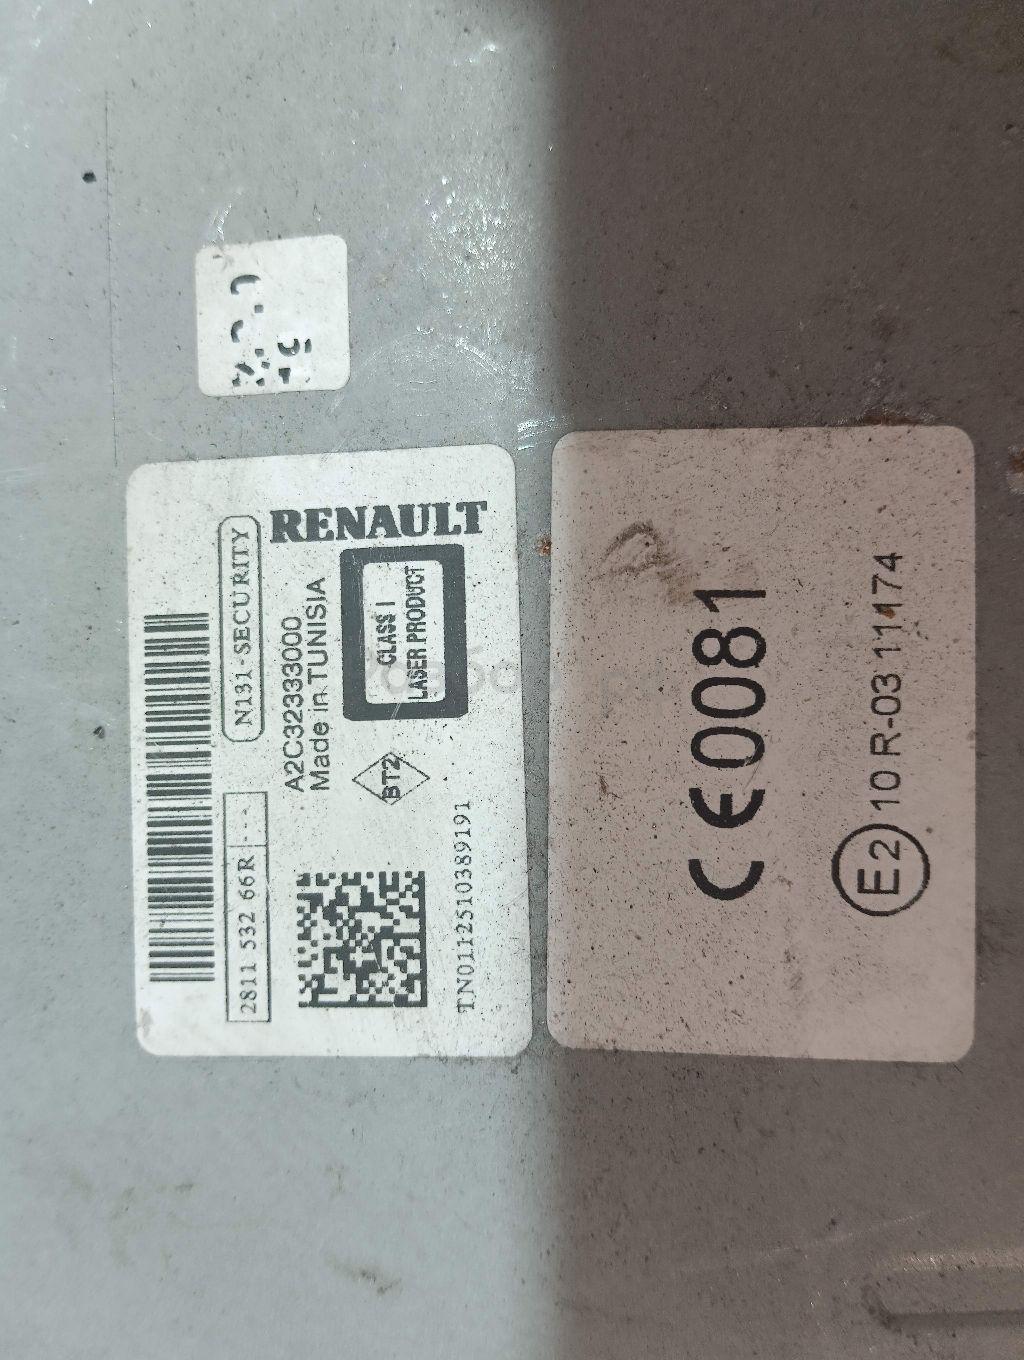 N131-SECURITY
2811 532 66R ---
RENAULT
A2C32333000
Made in TUNISIA
CLASS I
LASER PRODUCT
BT2
TN0112510389191
CE0081
E2 10 R-03 11174